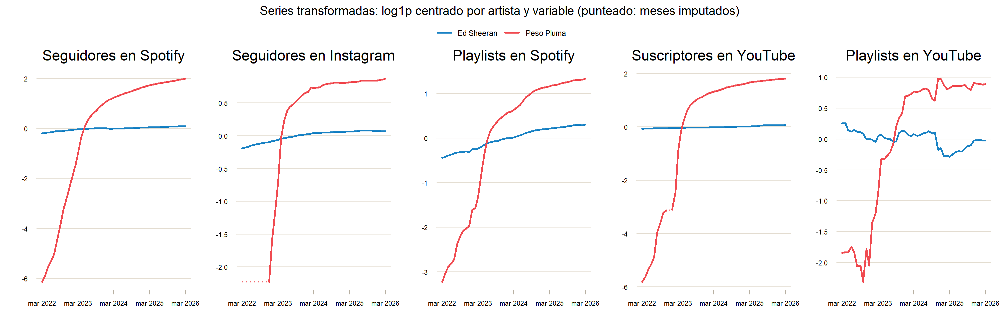 Series transformadas: log1p centrado por artista y variable (punteado: meses imputados)
Ed Sheeran Peso Pluma
Seguidores en Spotify
2
0
-2
-4
-6
mar 2022 mar 2023 mar 2024 mar 2025 mar 2026
Seguidores en Instagram
0,5
0,0
-0,5
-1,0
-1,5
-2,0
mar 2022 mar 2023 mar 2024 mar 2025 mar 2026
Playlists en Spotify
1
0
-1
-2
-3
mar 2022 mar 2023 mar 2024 mar 2025 mar 2026
Suscriptores en YouTube
2
0
-2
-4
-6
mar 2022 mar 2023 mar 2024 mar 2025 mar 2026
Playlists en YouTube
1,0
0,5
0,0
-0,5
-1,0
-1,5
-2,0
mar 2022 mar 2023 mar 2024 mar 2025 mar 2026